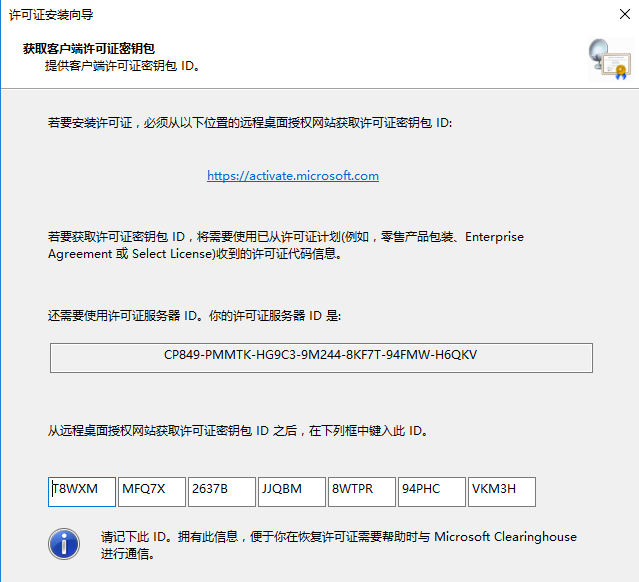 许可证安装向导
获取客户端许可证密钥包
提供客户端许可证密钥包 ID。
若要安装许可证，必须从以下位置的远程桌面授权网站获取许可证密钥包 ID:
https://activate.microsoft.com
若要获取许可证密钥包 ID，将需要使用已从许可证计划(例如，零售产品包装、Enterprise
Agreement 或 Select License)收到的许可证代码信息。
还需要使用许可证服务器 ID。你的许可证服务器 ID 是:
CP849-PMMTK-HG9C3-9M244-8KF7T-94FMW-H6QKV
从远程桌面授权网站获取许可证密钥包 ID 之后，在下列框中键入此 ID。
T8WXM MFQ7X 2637B JJQBM 8WTPR 94PHC VKM3H
请记下此 ID。拥有此信息，便于你在恢复许可证需要帮助时与 Microsoft Clearinghouse
进行通信。